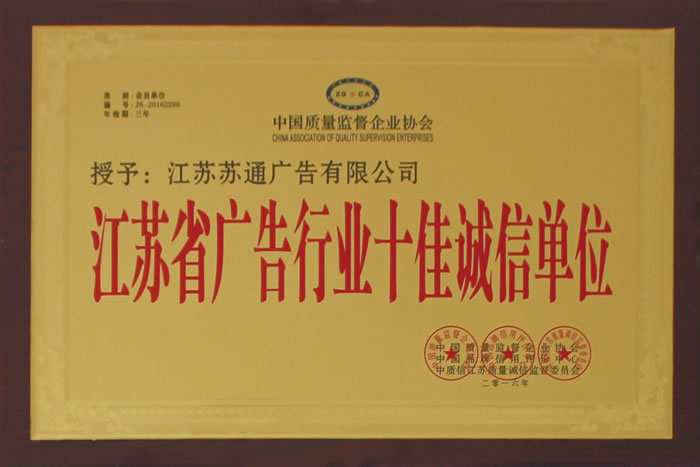 类 别：会员单位
编 号：JS-20162299
年检期：三年
ZG★CA
中国质量监督企业协会
CHINA ASSOCIATION OF QUALITY SUPERVISION ENTERPRISES
授予：江苏苏通广告有限公司
江苏省广告行业十佳诚信单位
中国质量监督企业协会
中国品牌信用评估中心
中质信江苏质量诚信监督委员会
二零一六年